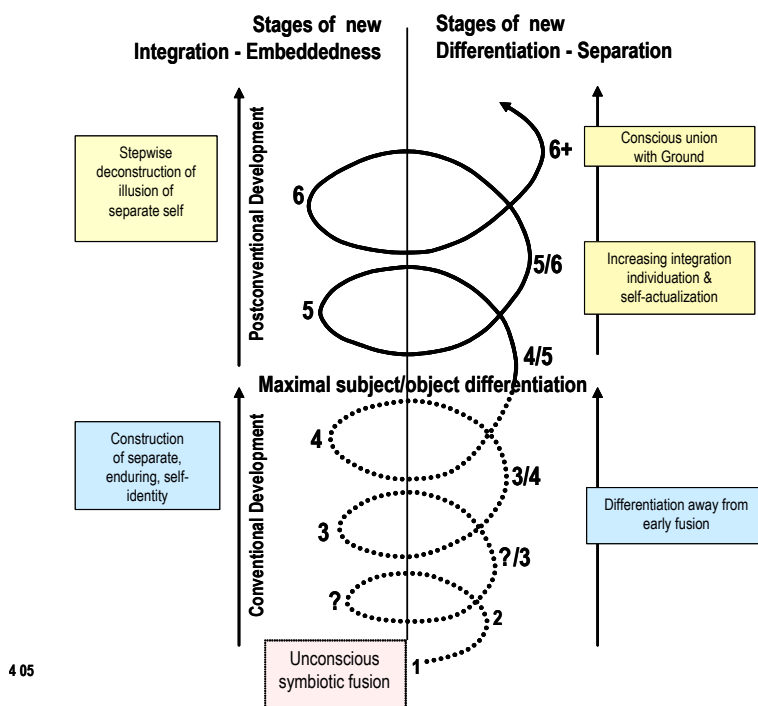 Stages of new
Integration - Embeddedness
Stages of new
Differentiation - Separation
Postconventional Development
Stepwise
deconstruction of
illusion of
separate self
6+
Conscious union
with Ground
6
5/6
Increasing integration
individuation &
self-actualization
5
4/5
Maximal subject/object differentiation
Conventional Development
Construction
of separate,
enduring, self-
identity
4
3/4
Differentiation away from
early fusion
3
?/3
?
2
Unconscious
symbiotic fusion
1
4 05